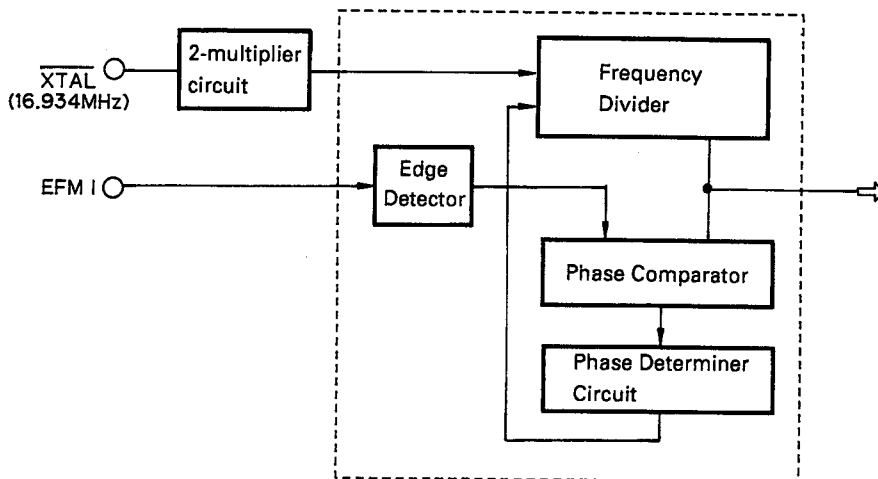 2-multiplier
circuit
XTAL
(16.934MHz)
Frequency
Divider
EFM I
Edge
Detector
Phase Comparator
Phase Determiner
Circuit